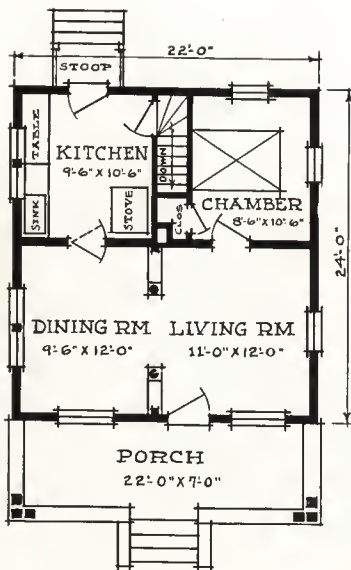 22'-0"
STOOP
TABLE
KITCHEN
9'-6" X 10'-6"
SINK
STOVE
DOWN
CLOS
CHAMBER
8'-6" X 10'-6"
24'-0"
DINING RM
9'-6" X 12'-0"
LIVING RM
11'-0" X 12'-0"
PORCH
22'-0" X 7'-0"